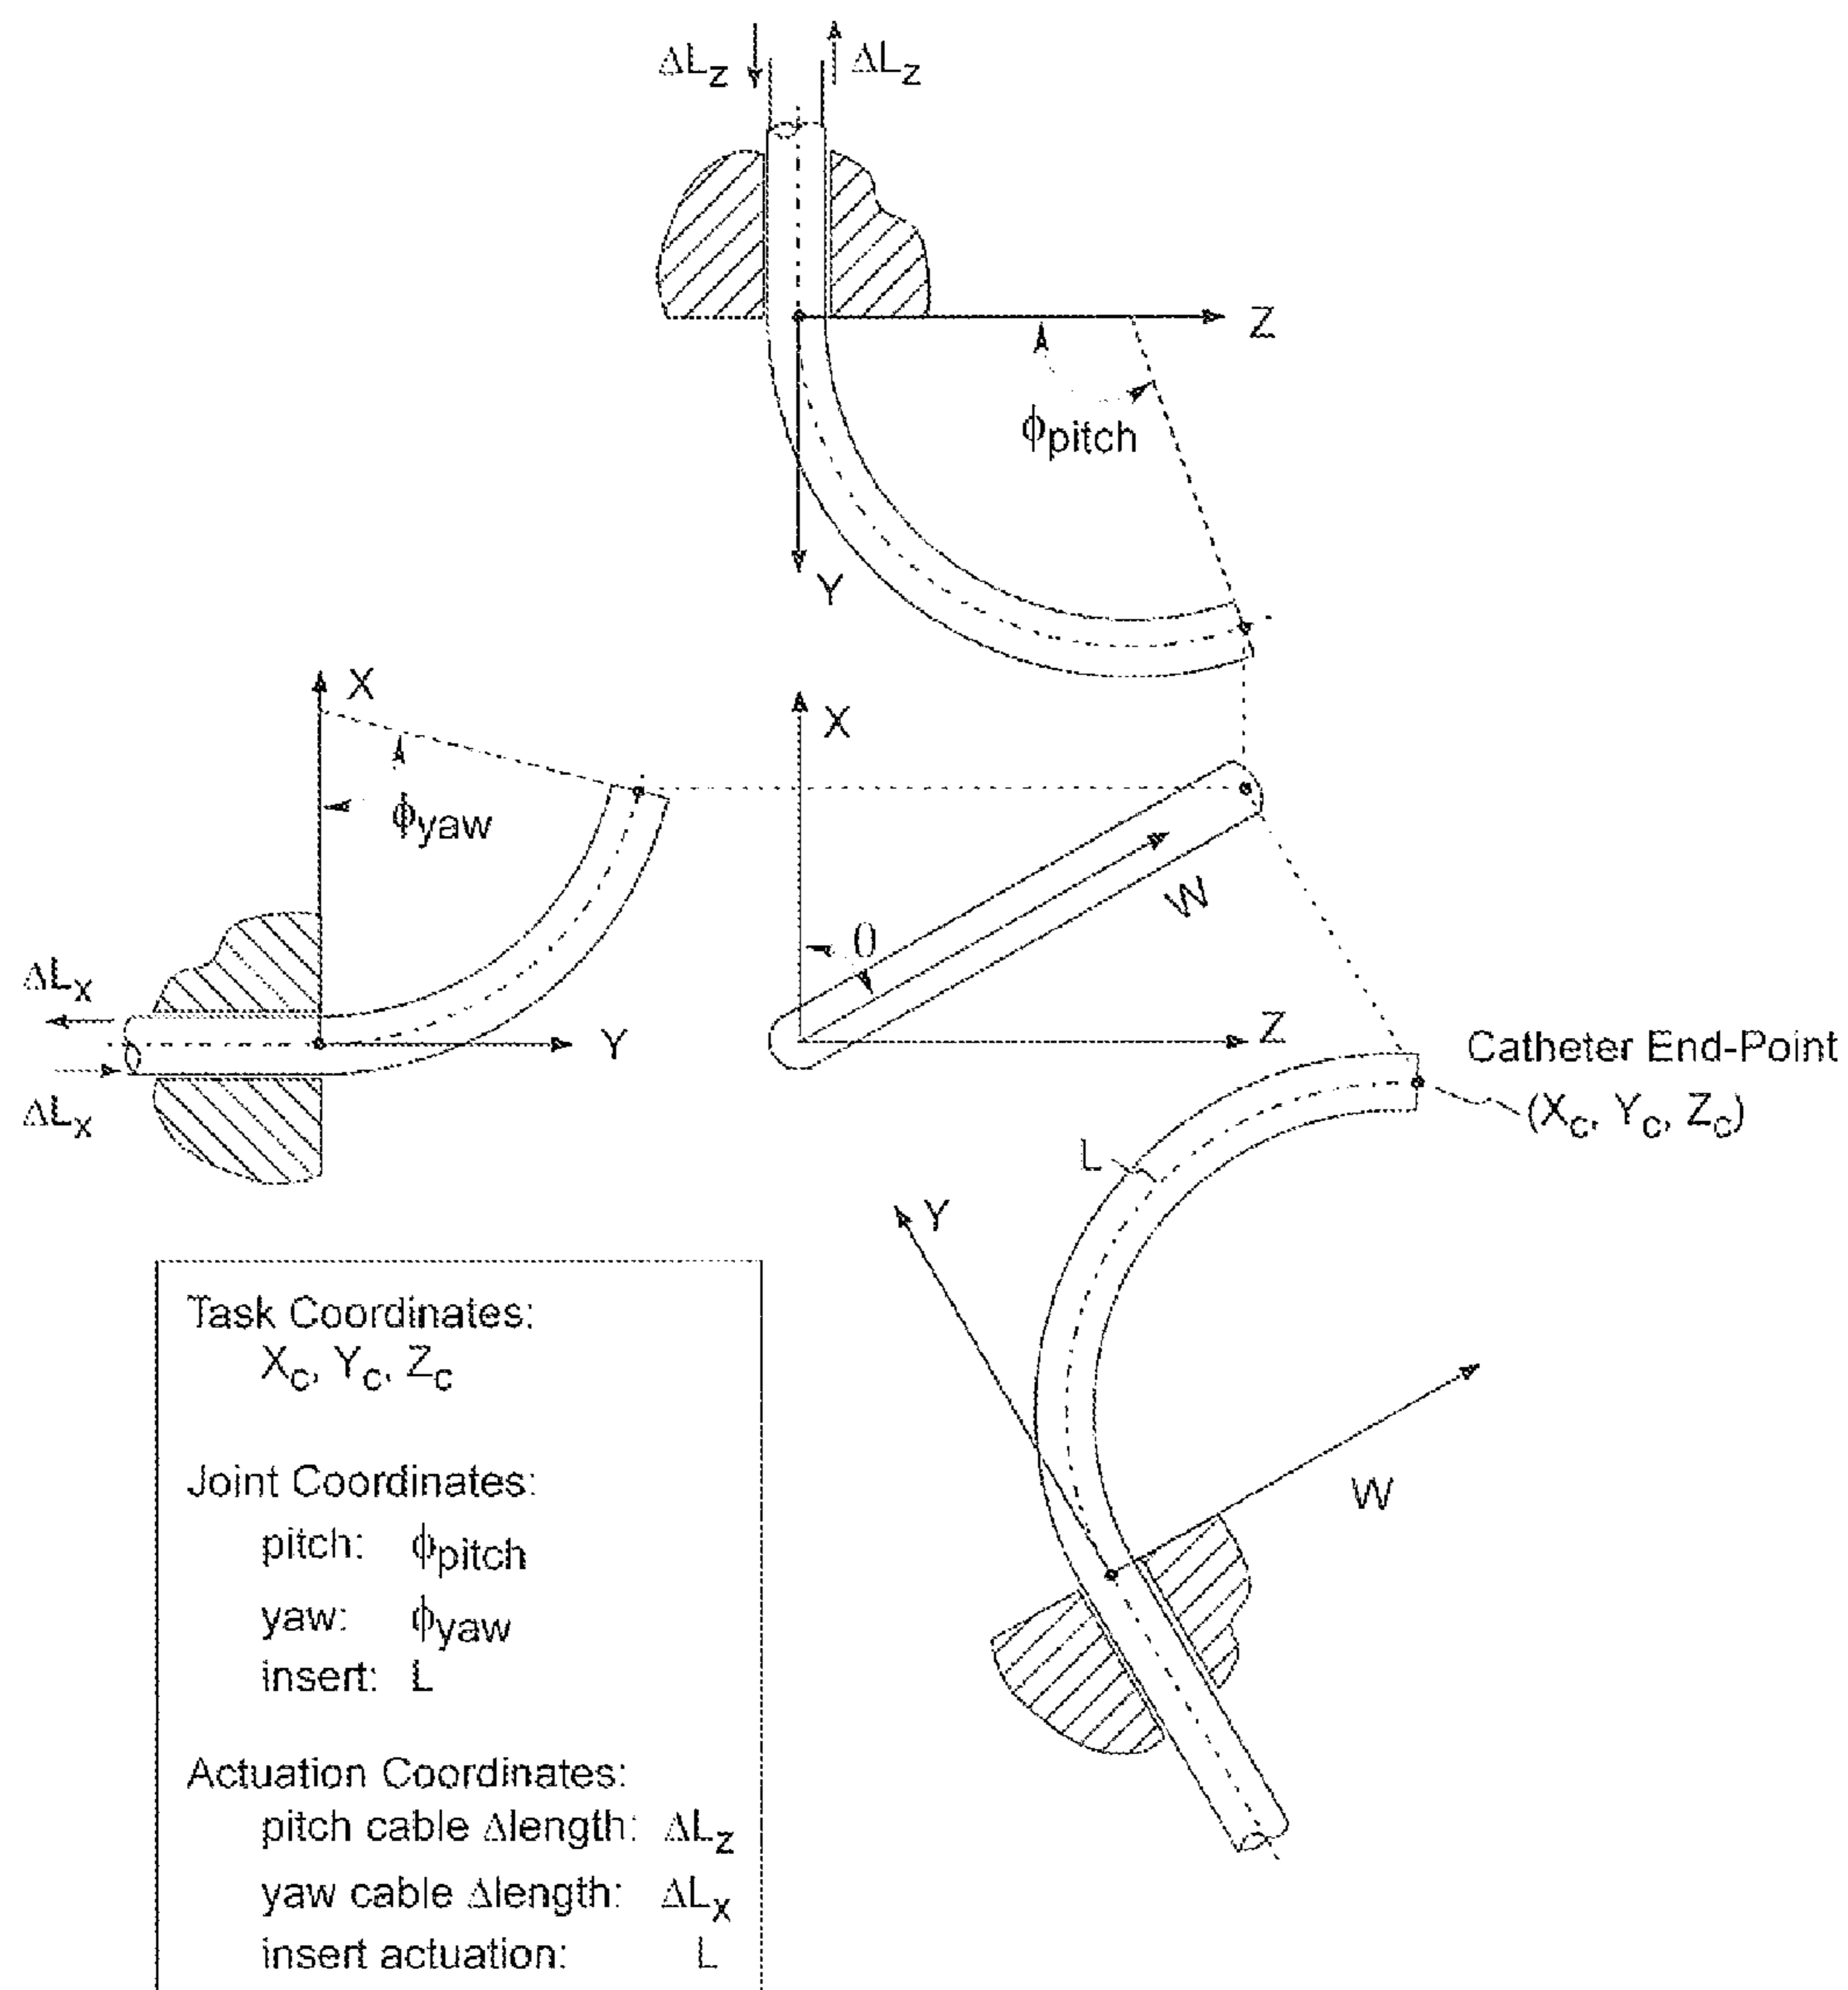 ΔLz ΔLz
Z
ϕpitch
Y
X
X
ϕyaw
W
θ
ΔLx
Y
Z
Catheter End-Point
(Xc, Yc, Zc)
ΔLx
L
Y
W
Task Coordinates:
Xc, Yc, Zc
Joint Coordinates:
pitch: ϕpitch
yaw: ϕyaw
insert: L
Actuation Coordinates:
pitch cable Δlength: ΔLz
yaw cable Δlength: ΔLx
insert actuation: L